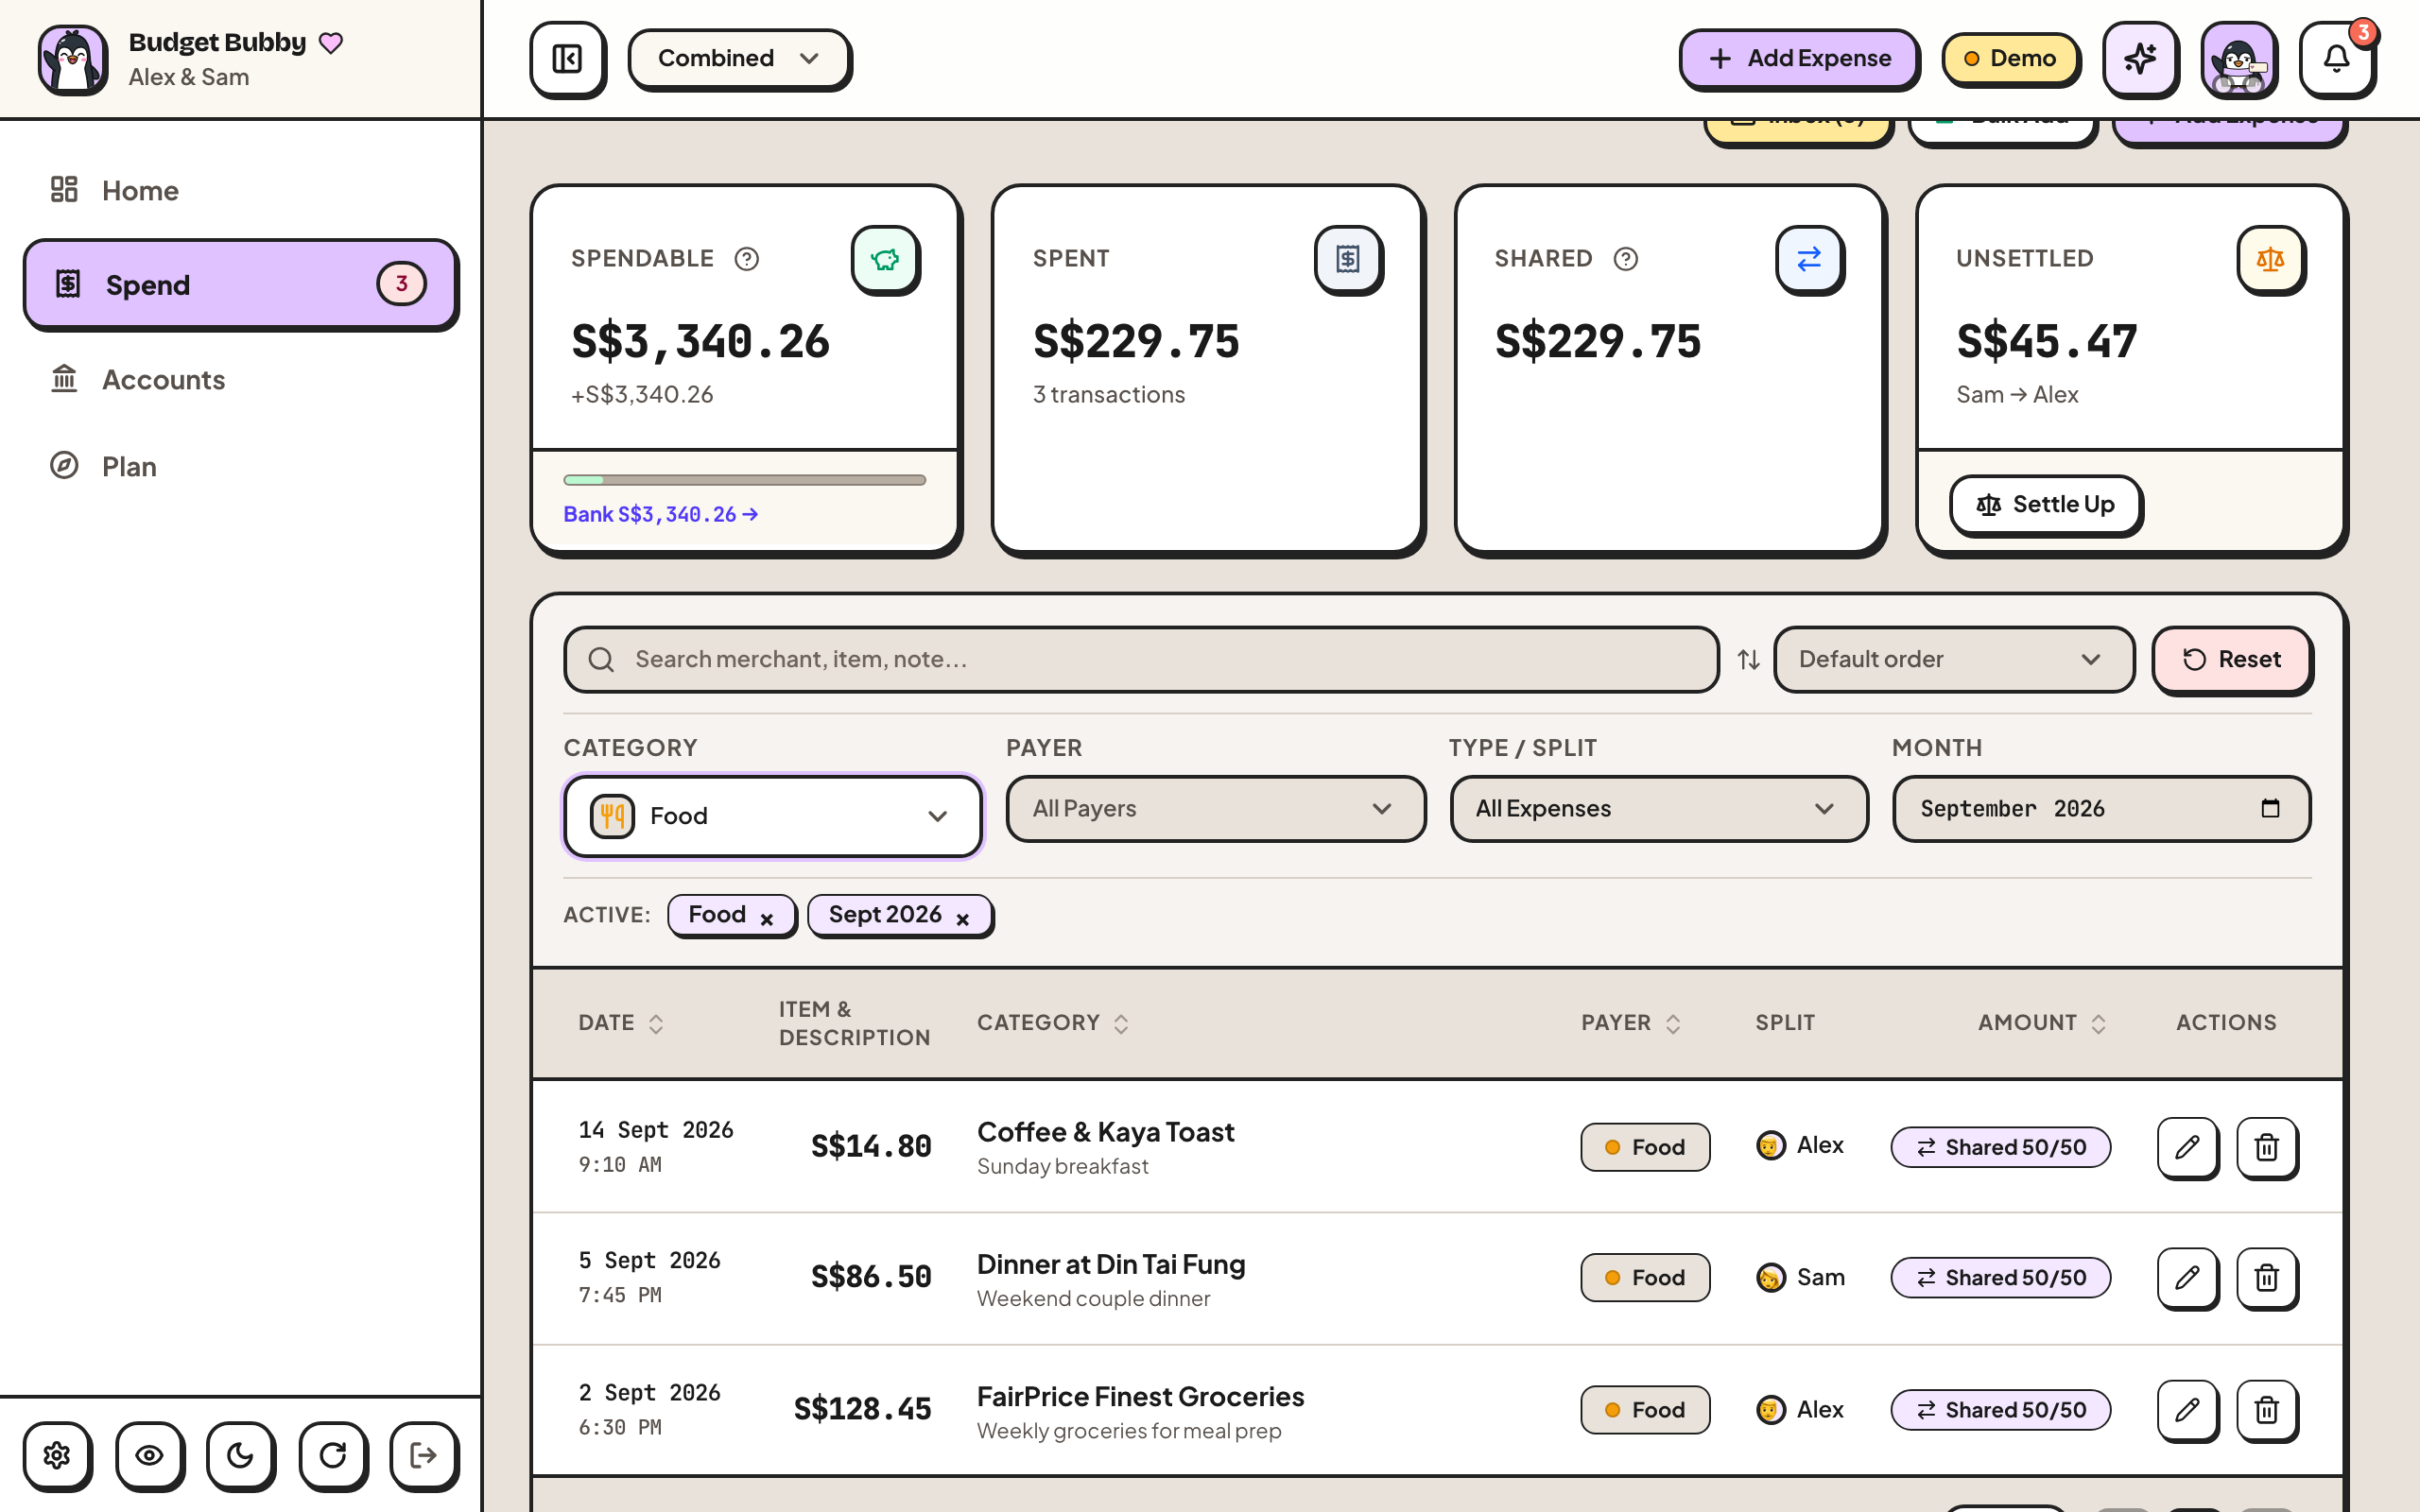 Budget Bubby
Alex & Sam
Combined
Add Expense
Demo
3
Home
Spend
3
Accounts
Plan
SPENDABLE
S$3,340.26
+S$3,340.26
Bank S$3,340.26 →
SPENT
S$229.75
3 transactions
SHARED
S$229.75
UNSETTLED
S$45.47
Sam → Alex
Settle Up
Search merchant, item, note...
Default order
Reset
CATEGORY
Food
PAYER
All Payers
TYPE / SPLIT
All Expenses
MONTH
September 2026
ACTIVE:
Food ×
Sept 2026 ×
DATE
ITEM &
DESCRIPTION
CATEGORY
PAYER
SPLIT
AMOUNT
ACTIONS
14 Sept 2026
9:10 AM
S$14.80
Coffee & Kaya Toast
Sunday breakfast
Food
Alex
Shared 50/50
5 Sept 2026
7:45 PM
S$86.50
Dinner at Din Tai Fung
Weekend couple dinner
Food
Sam
Shared 50/50
2 Sept 2026
6:30 PM
S$128.45
FairPrice Finest Groceries
Weekly groceries for meal prep
Food
Alex
Shared 50/50